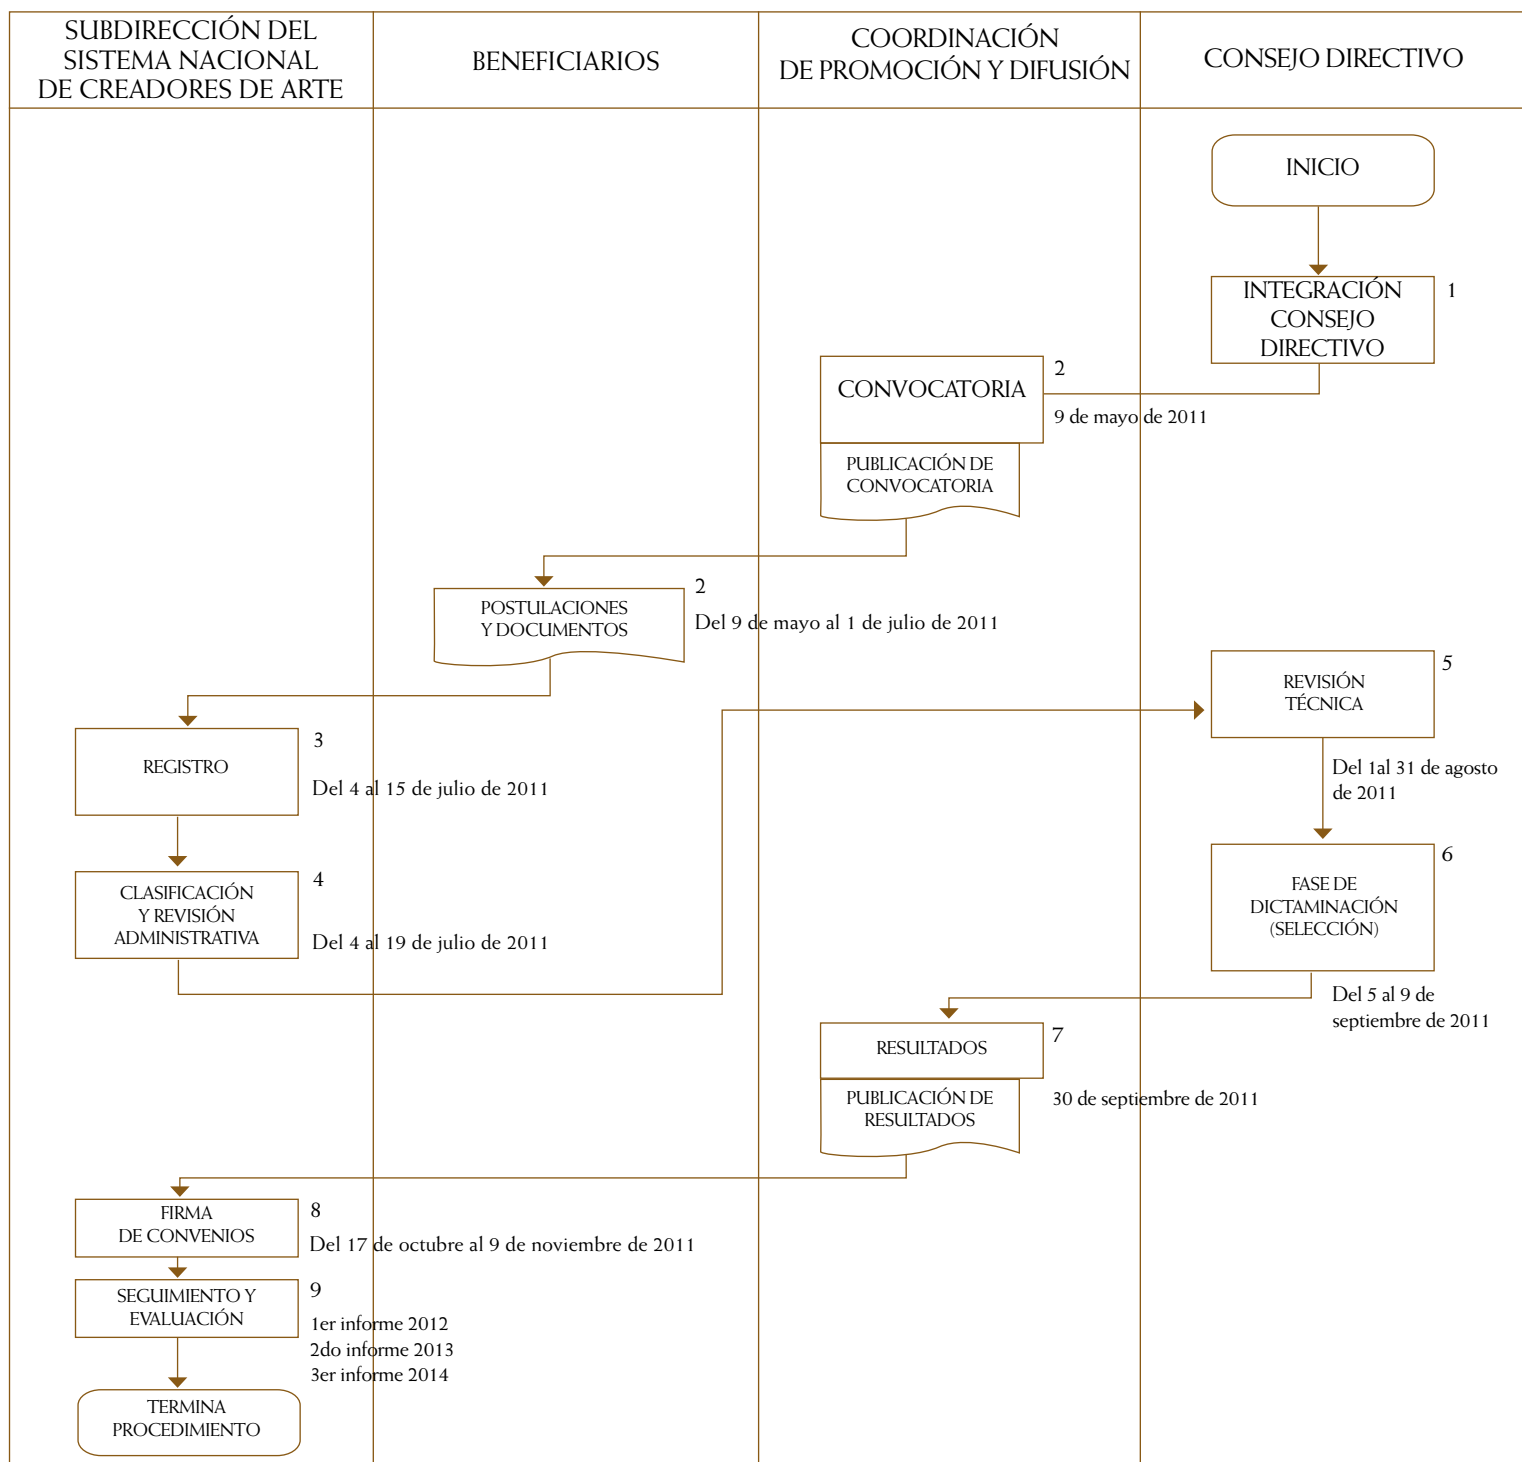 SUBDIRECCIÓN DEL
SISTEMA NACIONAL
DE CREADORES DE ARTE
BENEFICIARIOS
COORDINACIÓN
DE PROMOCIÓN Y DIFUSIÓN
CONSEJO DIRECTIVO
INICIO
INTEGRACIÓN
CONSEJO
DIRECTIVO
1
CONVOCATORIA
2
9 de mayo de 2011
PUBLICACIÓN DE
CONVOCATORIA
POSTULACIONES
Y DOCUMENTOS
2
Del 9 de mayo al 1 de julio de 2011
REGISTRO
3
Del 4 al 15 de julio de 2011
CLASIFICACIÓN
Y REVISIÓN
ADMINISTRATIVA
4
Del 4 al 19 de julio de 2011
REVISIÓN
TÉCNICA
5
Del 1al 31 de agosto
de 2011
FASE DE
DICTAMINACIÓN
(SELECCIÓN)
6
Del 5 al 9 de
septiembre de 2011
RESULTADOS
7
PUBLICACIÓN DE
RESULTADOS
30 de septiembre de 2011
FIRMA
DE CONVENIOS
8
Del 17 de octubre al 9 de noviembre de 2011
SEGUIMIENTO Y
EVALUACIÓN
9
1er informe 2012
2do informe 2013
3er informe 2014
TERMINA
PROCEDIMIENTO